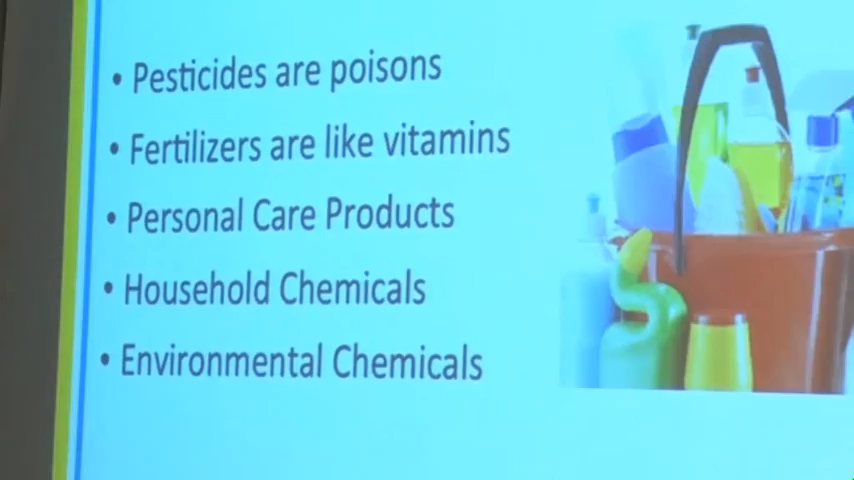 • Pesticides are poisons
• Fertilizers are like vitamins
• Personal Care Products
• Household Chemicals
• Environmental Chemicals